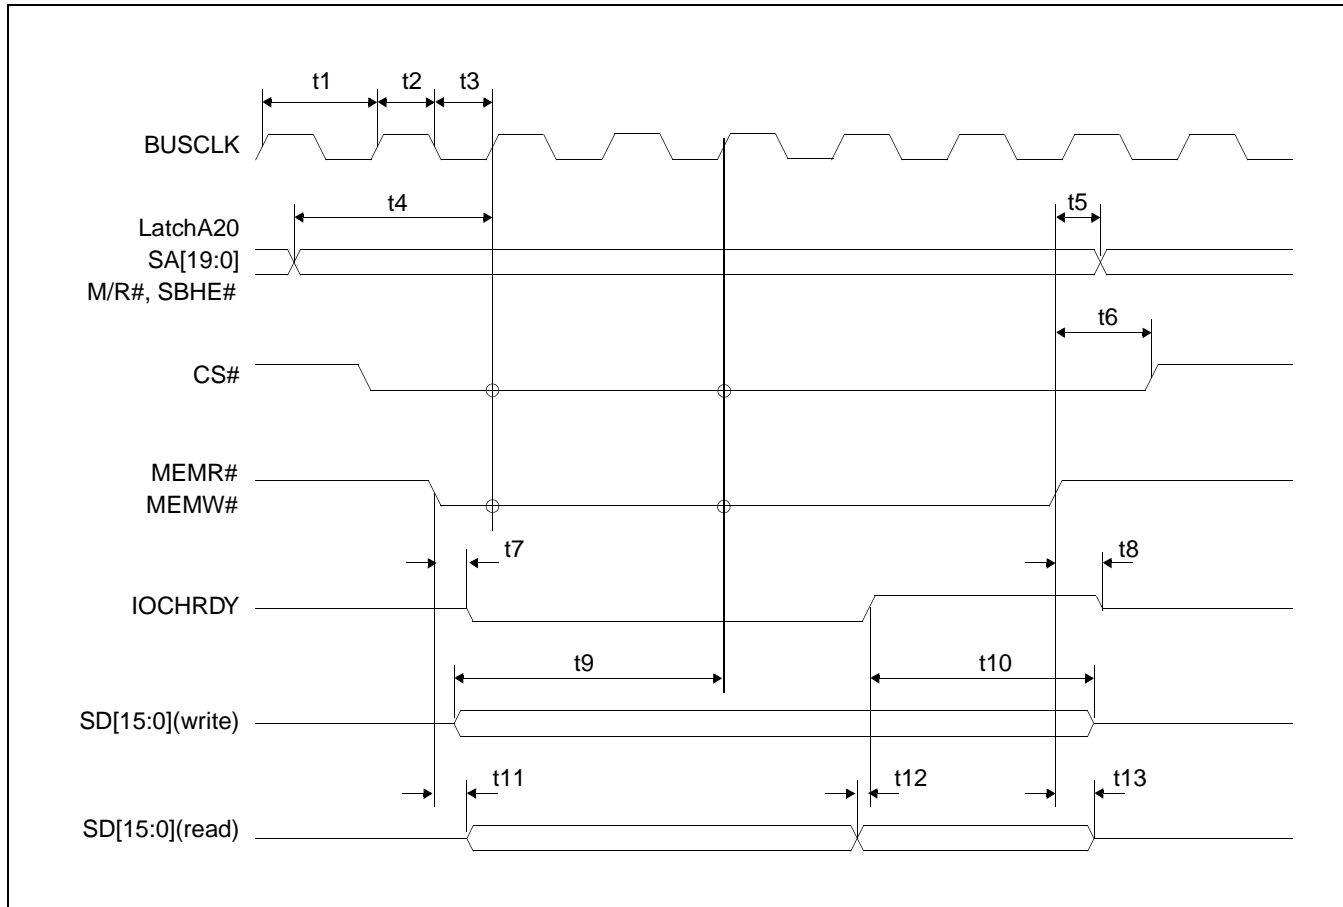 t1 t2 t3
BUSCLK
t4 t5
LatchA20
SA[19:0]
M/R#, SBHE#
t6
CS#
MEMR#
MEMW#
t7 t8
IOCHRDY
t9 t10
SD[15:0](write)
t11 t12 t13
SD[15:0](read)